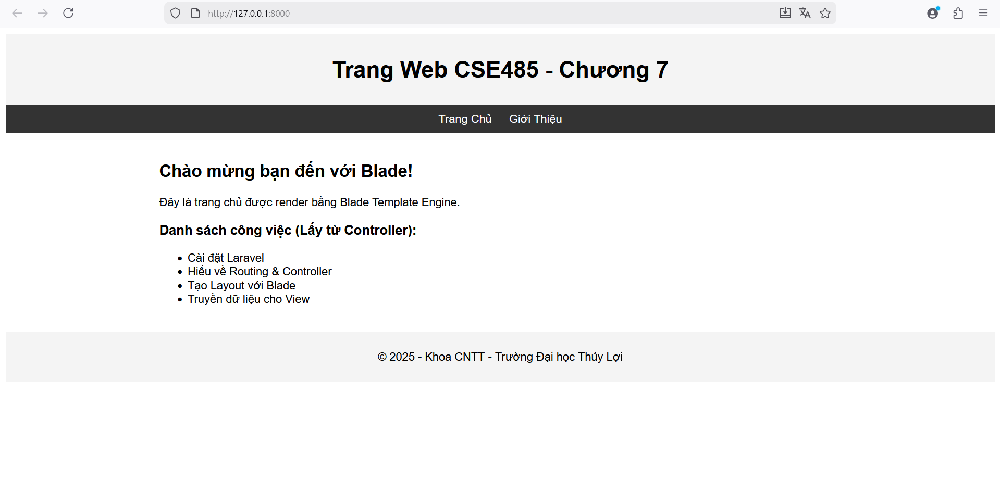 http://127.0.0.1:8000
Trang Web CSE485 - Chương 7
Trang Chủ Giới Thiệu
Chào mừng bạn đến với Blade!
Đây là trang chủ được render bằng Blade Template Engine.
Danh sách công việc (Lấy từ Controller):
Cài đặt Laravel
Hiểu về Routing & Controller
Tạo Layout với Blade
Truyền dữ liệu cho View
© 2025 - Khoa CNTT - Trường Đại học Thủy Lợi